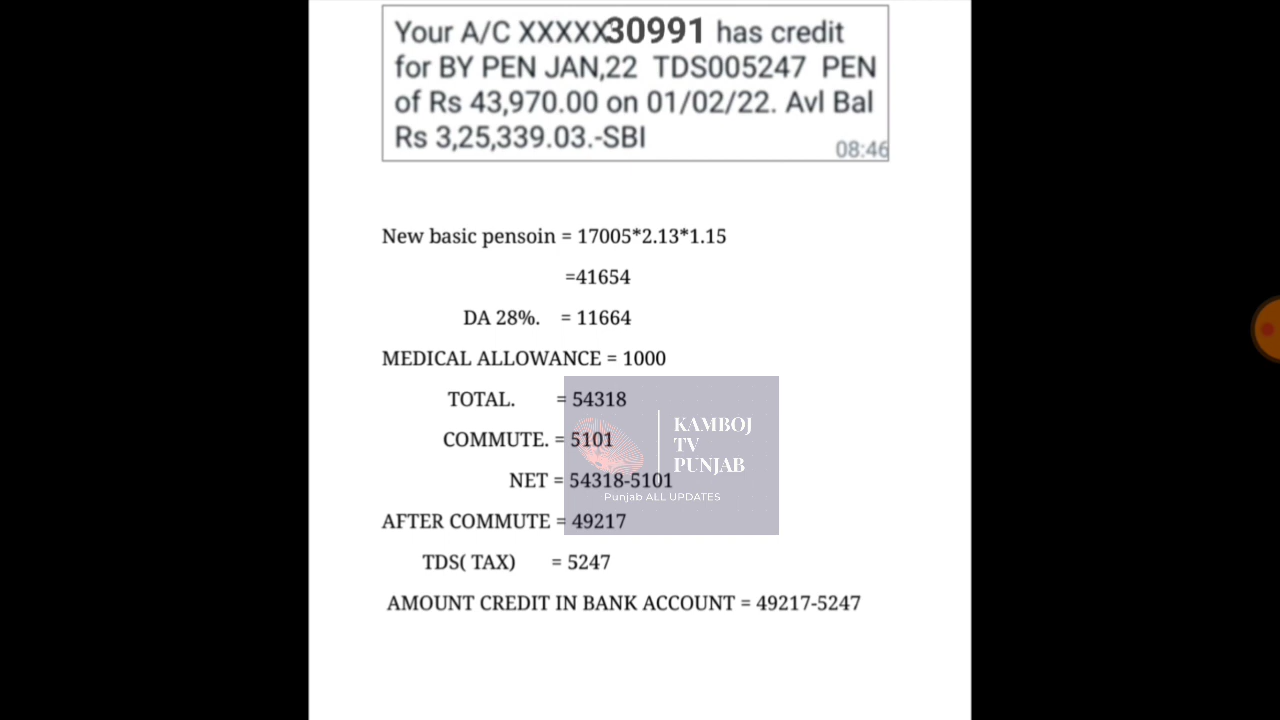 Your A/C XXXXX30991 has credit
for BY PEN JAN,22 TDS005247 PEN
of Rs 43,970.00 on 01/02/22. Avl Bal
Rs 3,25,339.03.-SBI
08:46
New basic pensoin = 17005*2.13*1.15
=41654
DA 28%. = 11664
MEDICAL ALLOWANCE = 1000
TOTAL. = 54318
COMMUTE. = 5101
NET = 54318-5101
AFTER COMMUTE = 49217
TDS( TAX) = 5247
AMOUNT CREDIT IN BANK ACCOUNT = 49217-5247
KAMBOJ
TV
PUNJAB
Punjab ALL UPDATES